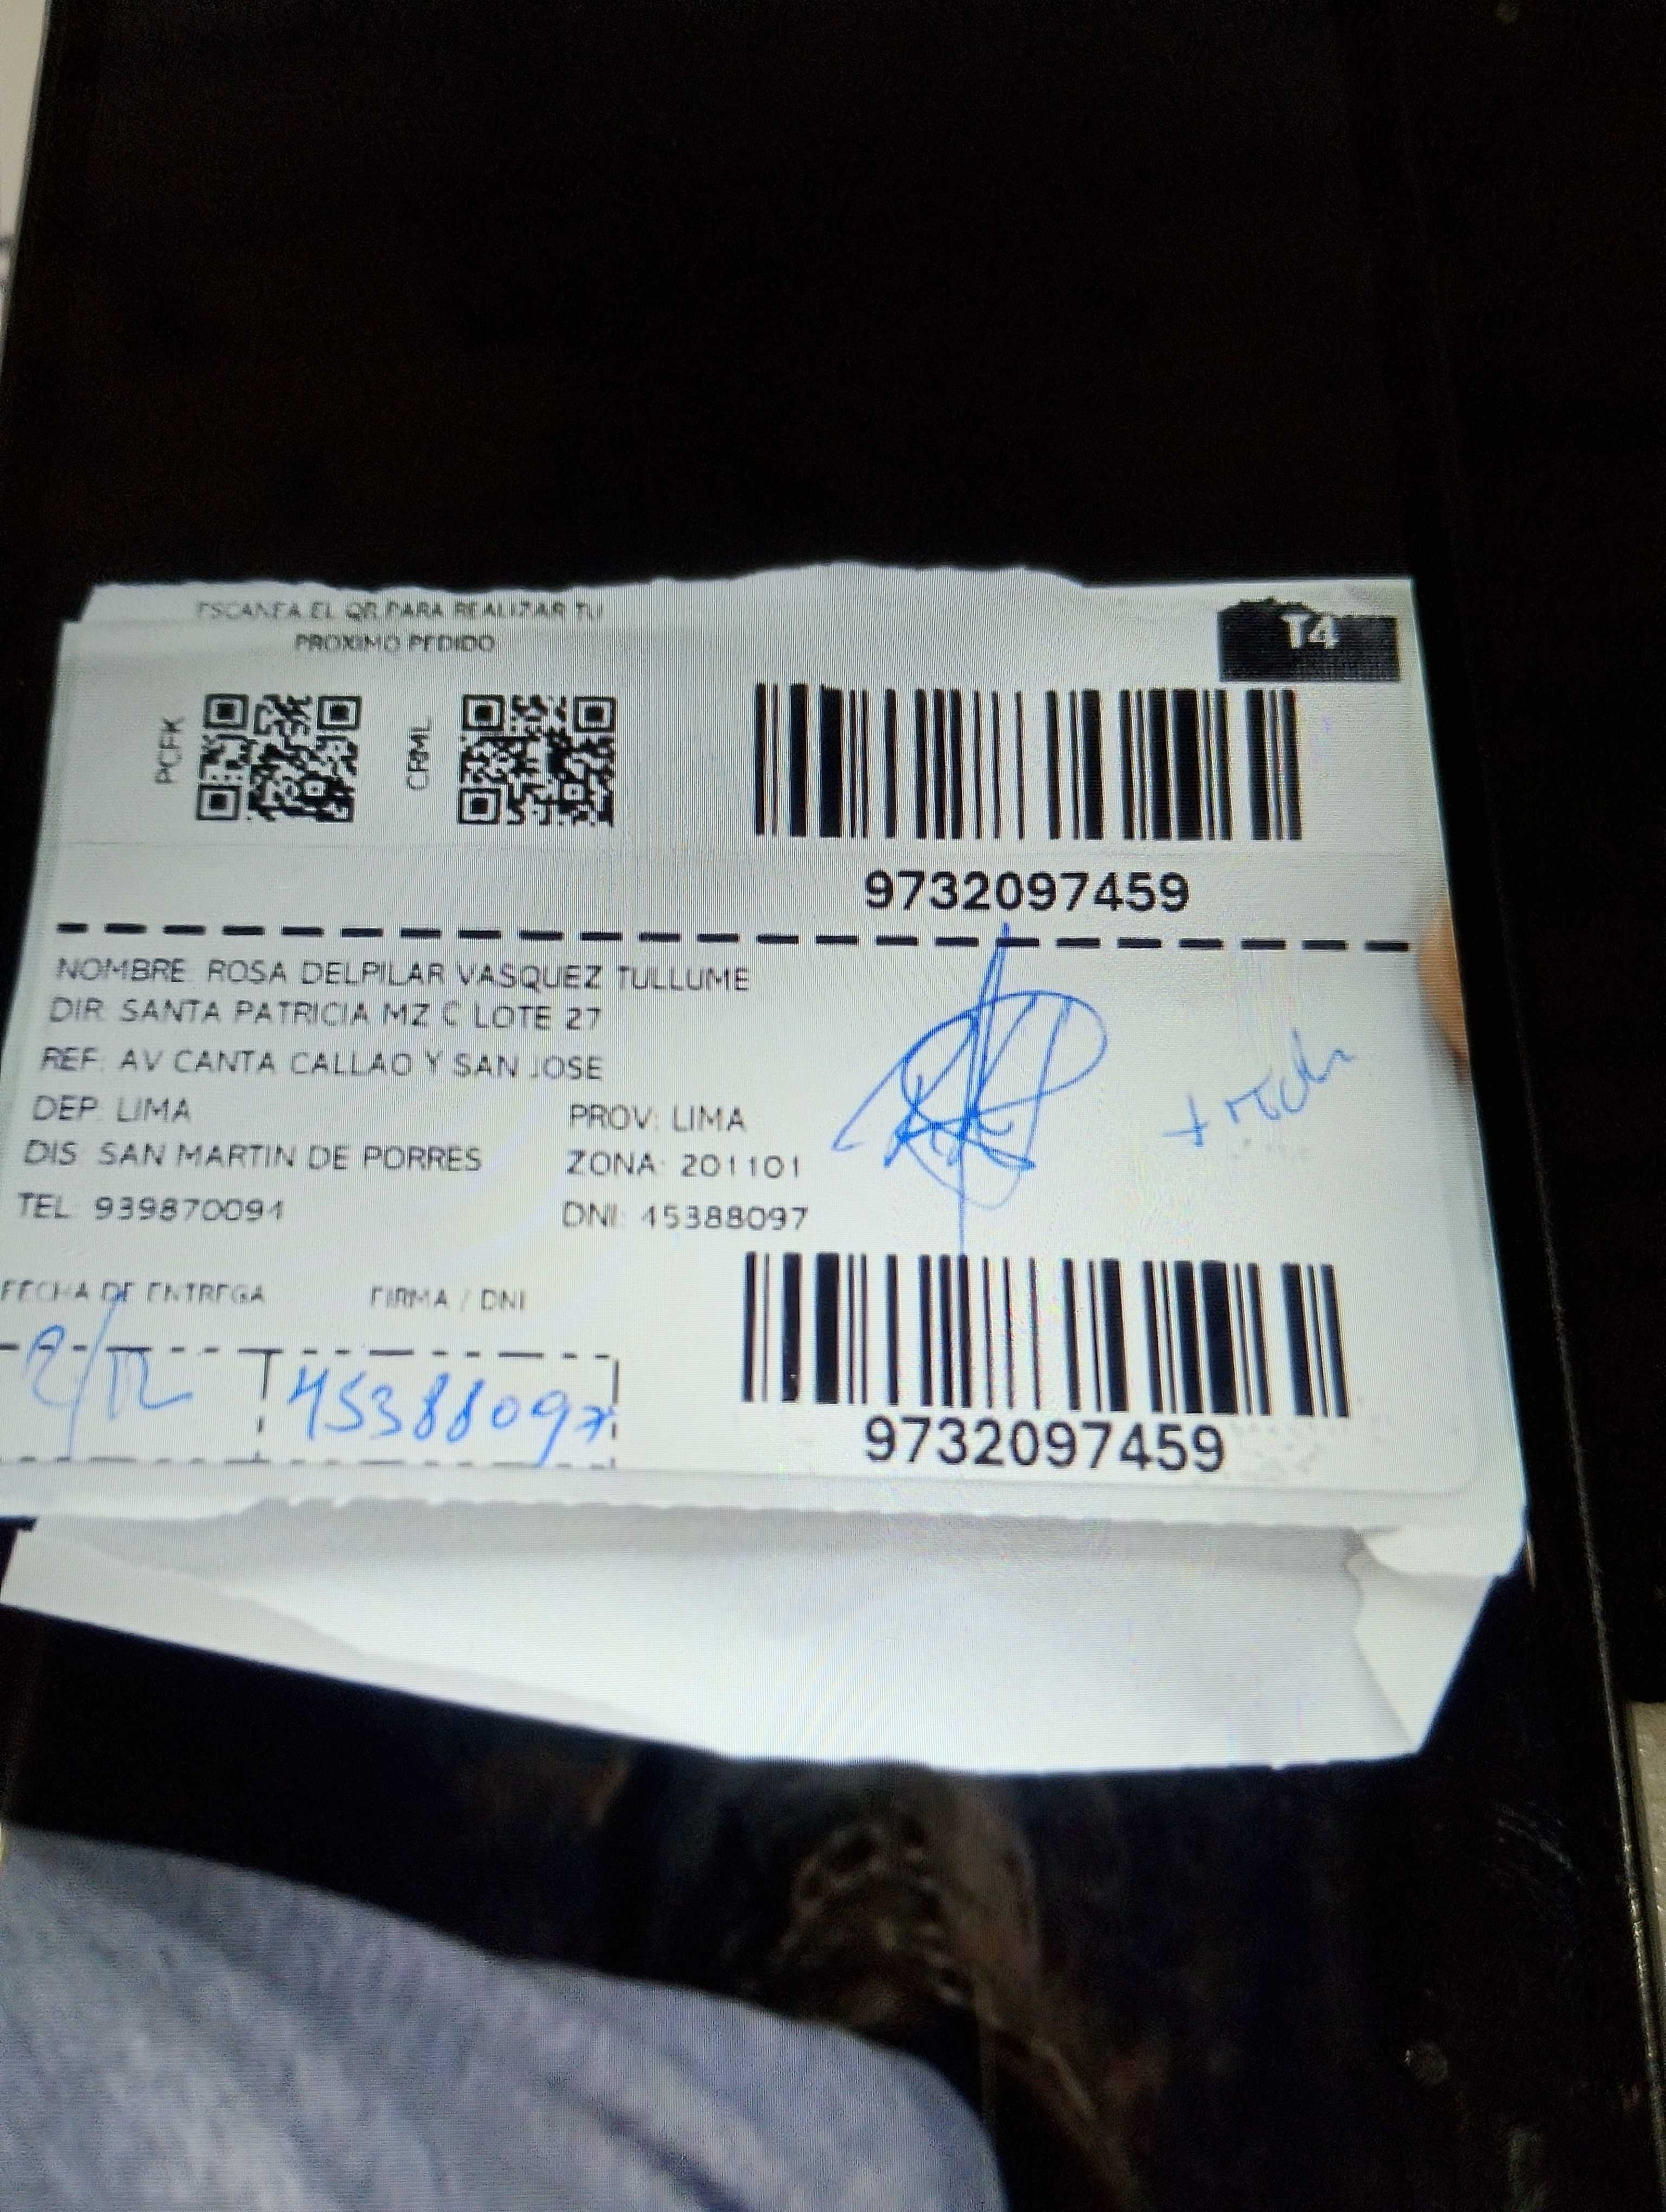 ESCANEA EL QR PARA REALIZAR TU
PROXIMO PEDIDO
T4
PCFK
CRML
9732097459
NOMBRE: ROSA DELPILAR VASQUEZ TULLUME
DIR: SANTA PATRICIA MZ C LOTE 27
REF: AV CANTA CALLAO Y SAN JOSE
DEP: LIMA PROV: LIMA
DIS: SAN MARTIN DE PORRES ZONA: 201101
TEL: 939870091 DNI: 45388097
FECHA DE ENTREGA FIRMA / DNI
45388097
9732097459